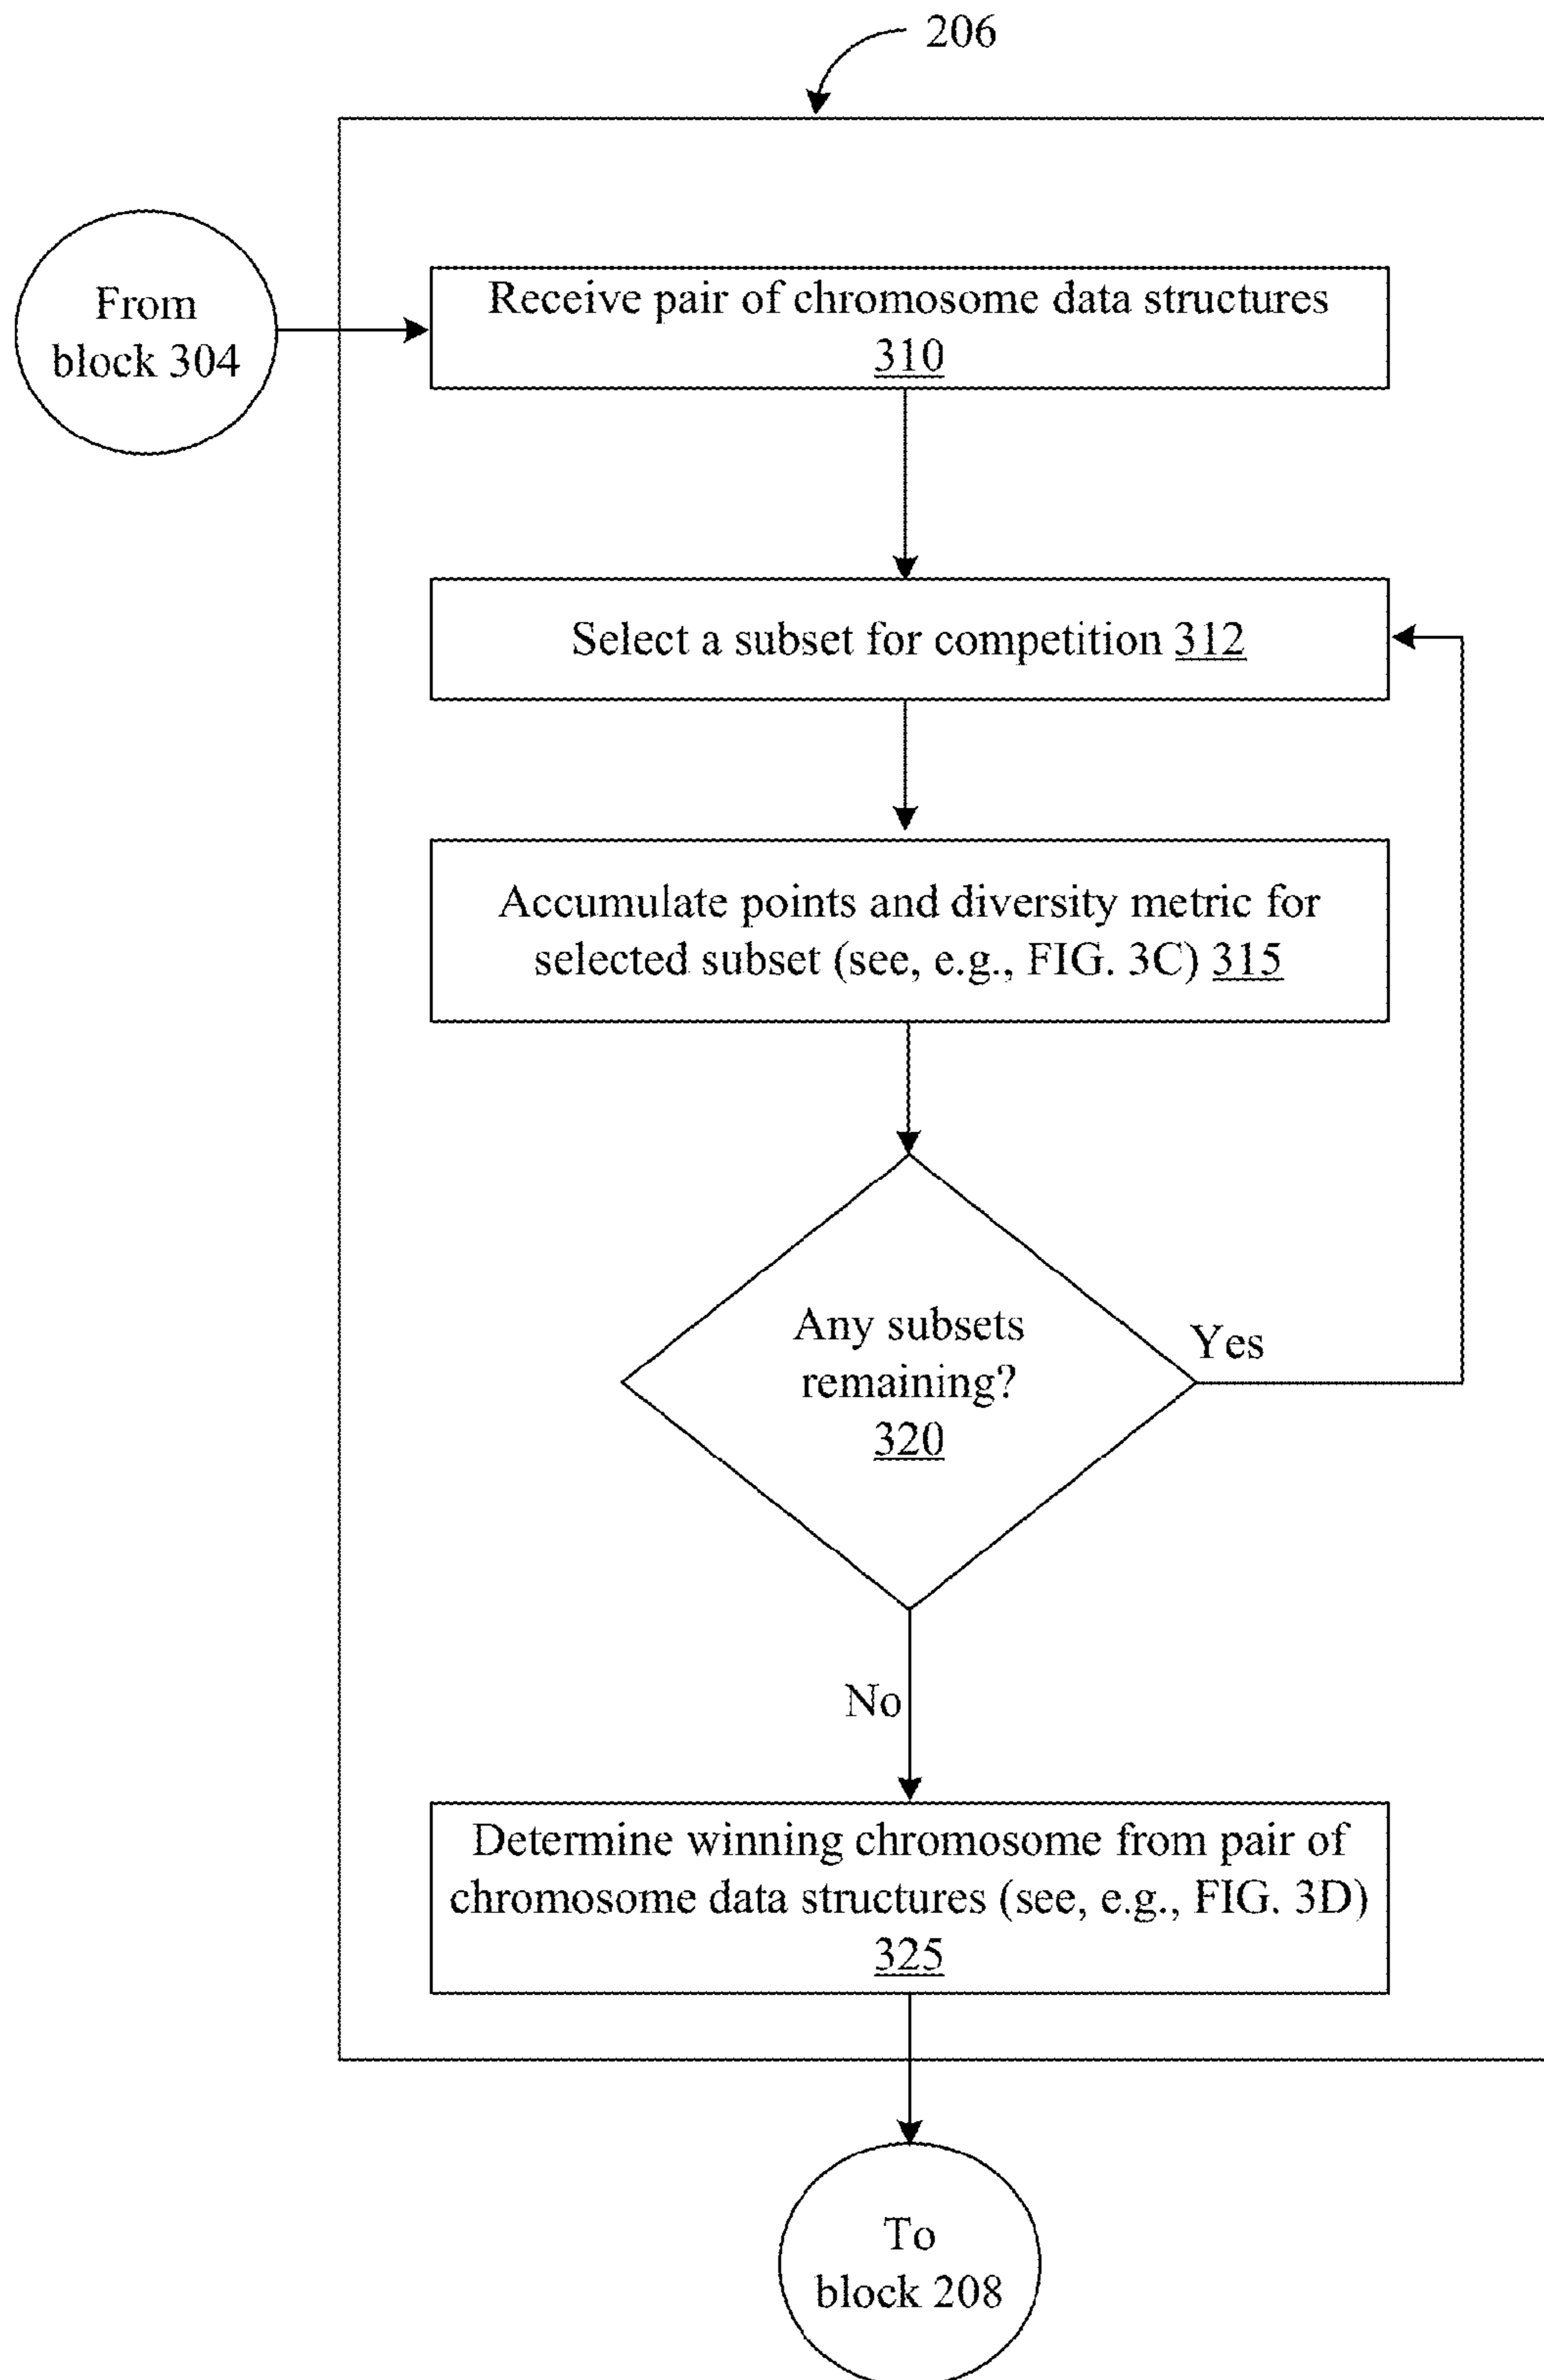 206
From
block 304
Receive pair of chromosome data structures
310
Select a subset for competition 312
Accumulate points and diversity metric for
selected subset (see, e.g., FIG. 3C) 315
Any subsets
remaining?
320
Yes
No
Determine winning chromosome from pair of
chromosome data structures (see, e.g., FIG. 3D)
325
To
block 208